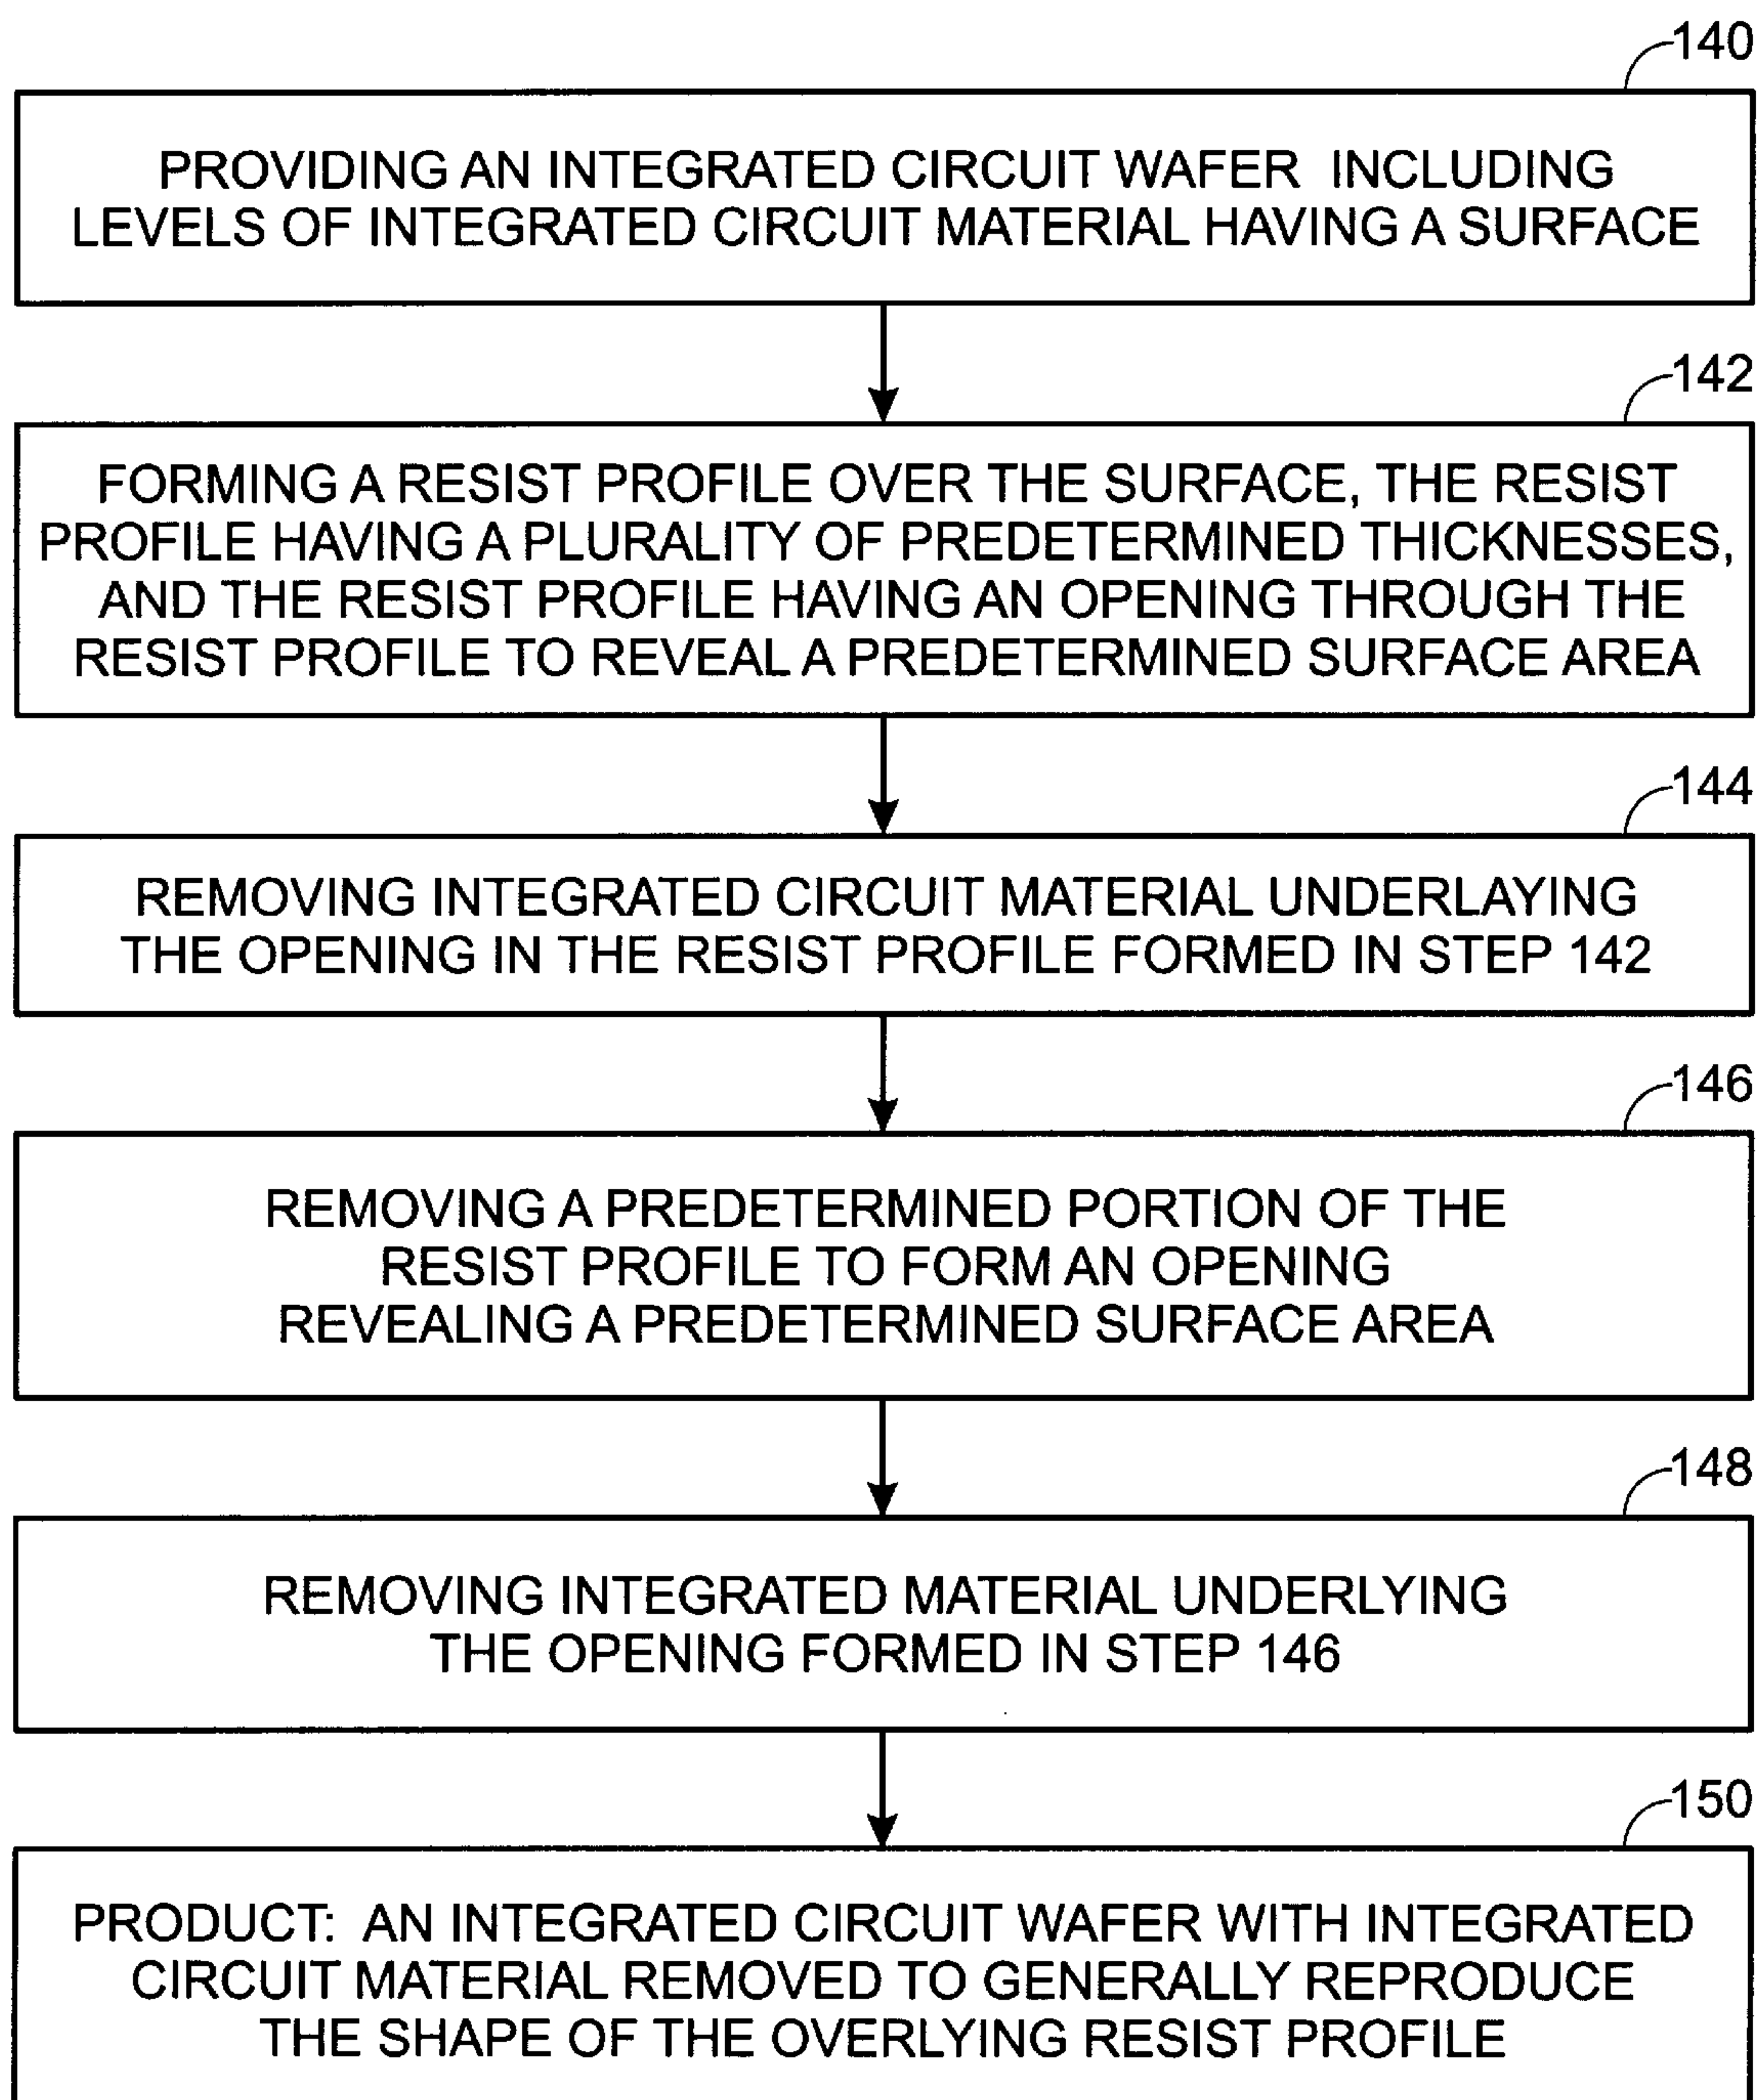 140
PROVIDING AN INTEGRATED CIRCUIT WAFER INCLUDING
LEVELS OF INTEGRATED CIRCUIT MATERIAL HAVING A SURFACE
142
FORMING A RESIST PROFILE OVER THE SURFACE, THE RESIST
PROFILE HAVING A PLURALITY OF PREDETERMINED THICKNESSES,
AND THE RESIST PROFILE HAVING AN OPENING THROUGH THE
RESIST PROFILE TO REVEAL A PREDETERMINED SURFACE AREA
144
REMOVING INTEGRATED CIRCUIT MATERIAL UNDERLAYING
THE OPENING IN THE RESIST PROFILE FORMED IN STEP 142
146
REMOVING A PREDETERMINED PORTION OF THE
RESIST PROFILE TO FORM AN OPENING
REVEALING A PREDETERMINED SURFACE AREA
148
REMOVING INTEGRATED MATERIAL UNDERLYING
THE OPENING FORMED IN STEP 146
150
PRODUCT: AN INTEGRATED CIRCUIT WAFER WITH INTEGRATED
CIRCUIT MATERIAL REMOVED TO GENERALLY REPRODUCE
THE SHAPE OF THE OVERLYING RESIST PROFILE